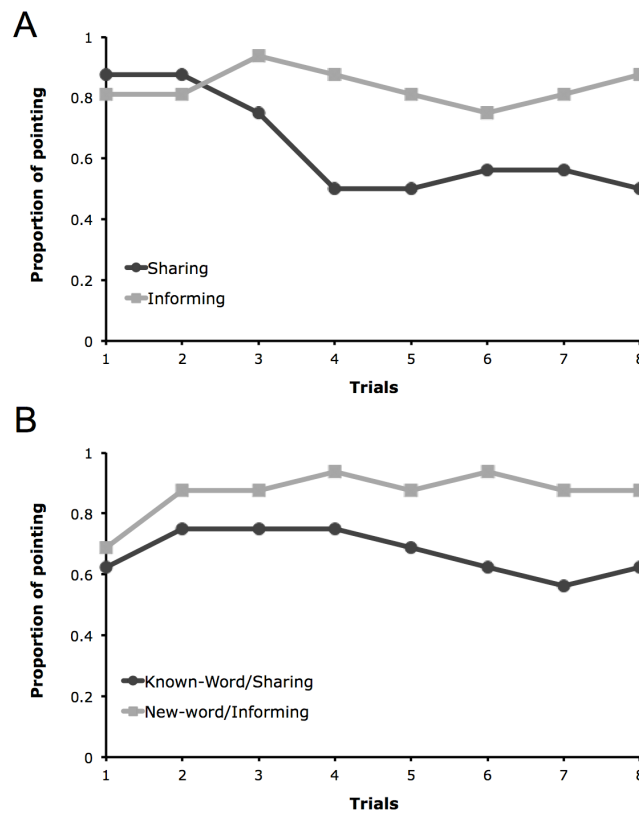 A
1
0.8
0.6
0.4
0.2
0
Proportion of pointing
Sharing
Informing
1 2 3 4 5 6 7 8
Trials
B
1
0.8
0.6
0.4
0.2
0
Proportion of pointing
Known-Word/Sharing
New-word/Informing
1 2 3 4 5 6 7 8
Trials